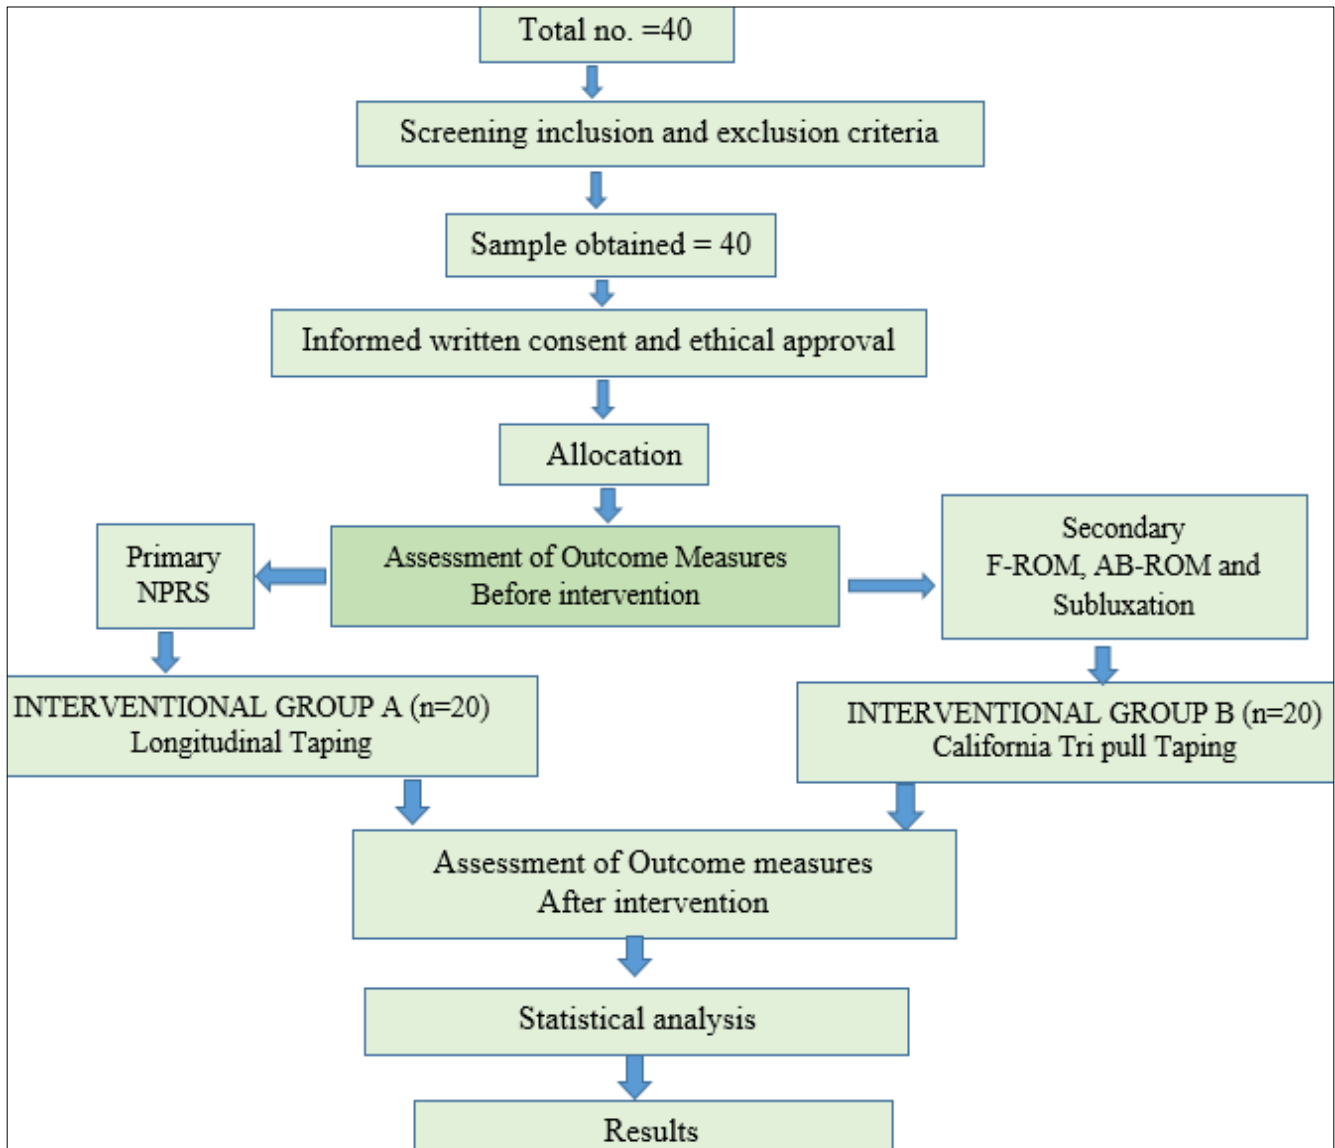 Total no. =40
Screening inclusion and exclusion criteria
Sample obtained = 40
Informed written consent and ethical approval
Allocation
Primary
NPRS
Assessment of Outcome Measures
Before intervention
Secondary
F-ROM, AB-ROM and
Subluxation
INTERVENTIONAL GROUP A (n=20)
Longitudinal Taping
INTERVENTIONAL GROUP B (n=20)
California Tri pull Taping
Assessment of Outcome measures
After intervention
Statistical analysis
Results